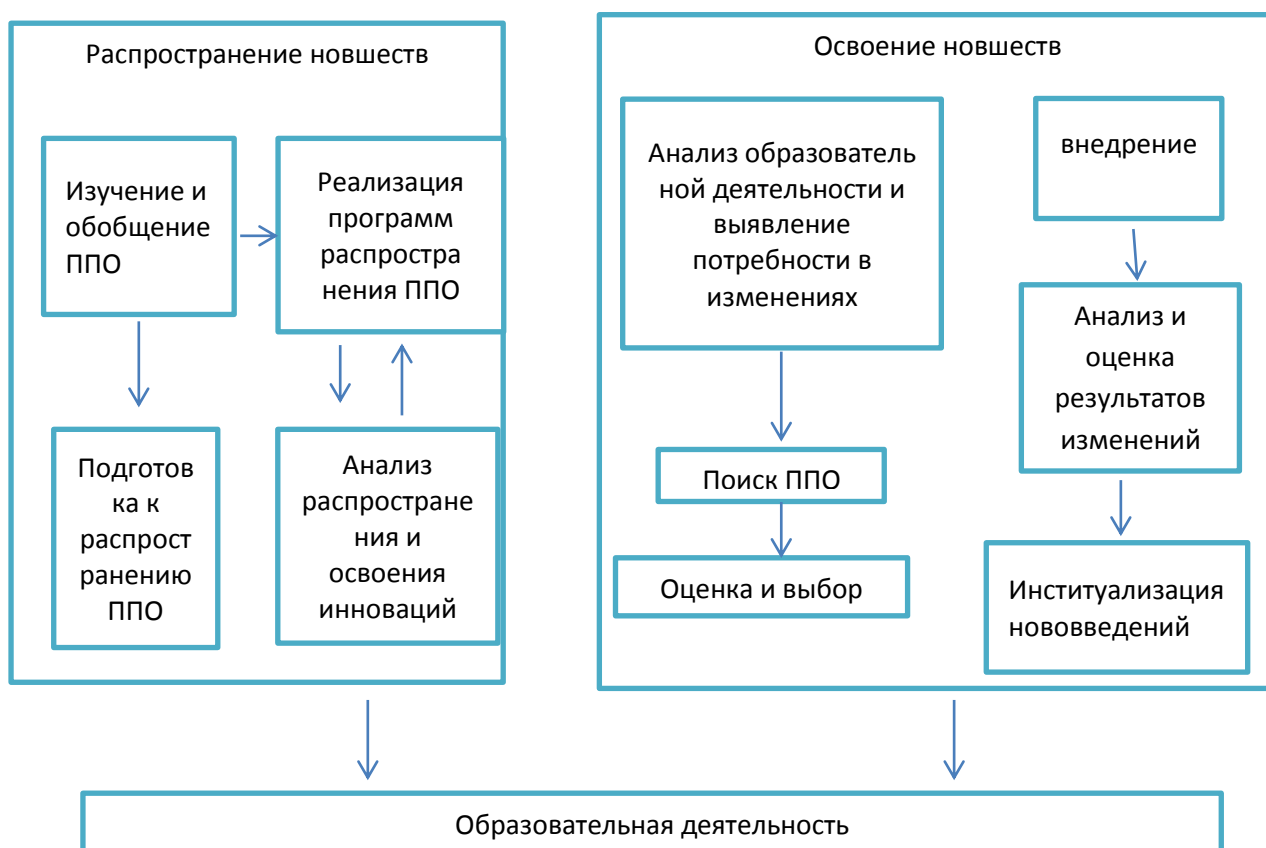 Распространение новшеств
Изучение и
обобщение
ППО
Реализация
программ
распростра
нения ППО
Подготов
ка к
распрост
ранению
ППО
Анализ
распростране
ния и
освоения
инноваций
Освоение новшеств
Анализ образователь
ной деятельности и
выявление
потребности в
изменениях
Поиск ППО
Оценка и выбор
внедрение
Анализ и
оценка
результатов
изменений
Институализация
нововведений
Образовательная деятельность